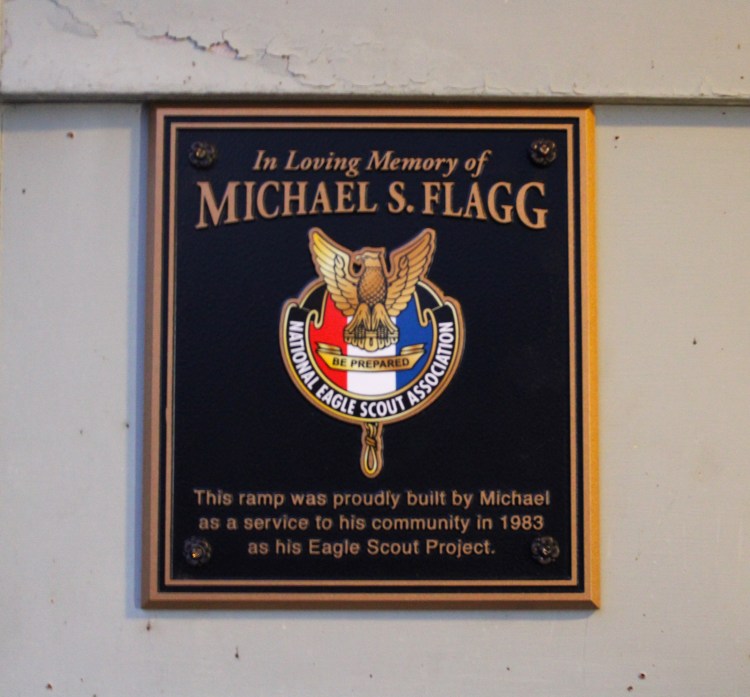 In Loving Memory of
MICHAEL S. FLAGG
BE PREPARED
NATIONAL EAGLE SCOUT ASSOCIATION
This ramp was proudly built by Michael
as a service to his community in 1983
as his Eagle Scout Project.